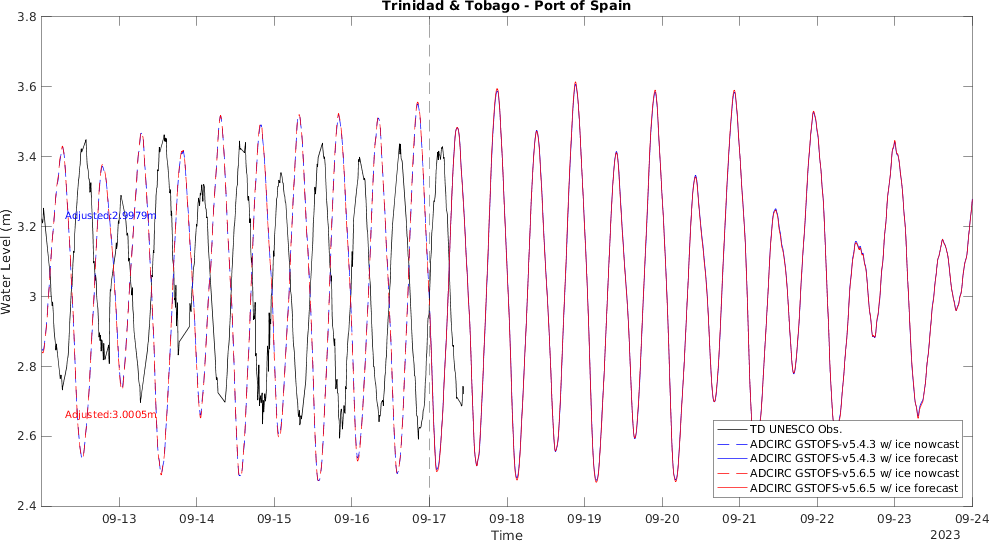 Trinidad & Tobago - Port of Spain
3.8
3.6
3.4
3.2
3
2.8
2.6
2.4
Water Level (m)
Adjusted:2.9979m
Adjusted:3.0005m
TD UNESCO Obs.
ADCIRC GSTOFS-v5.4.3 w/ ice nowcast
ADCIRC GSTOFS-v5.4.3 w/ ice forecast
ADCIRC GSTOFS-v5.6.5 w/ ice nowcast
ADCIRC GSTOFS-v5.6.5 w/ ice forecast
09-13 09-14 09-15 09-16 09-17 09-18 09-19 09-20 09-21 09-22 09-23 09-24
Time
2023